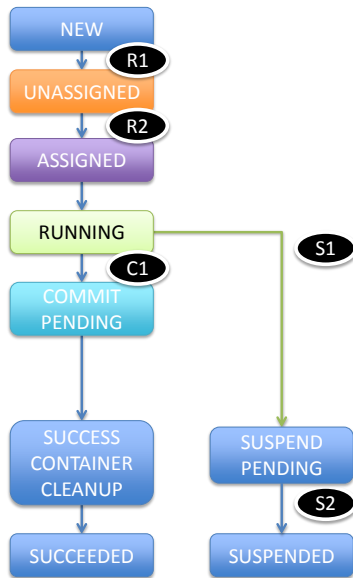 NEW
R1
UNASSIGNED
R2
ASSIGNED
RUNNING
S1
C1
COMMIT
PENDING
SUCCESS
CONTAINER
CLEANUP
SUSPEND
PENDING
S2
SUCCEEDED
SUSPENDED